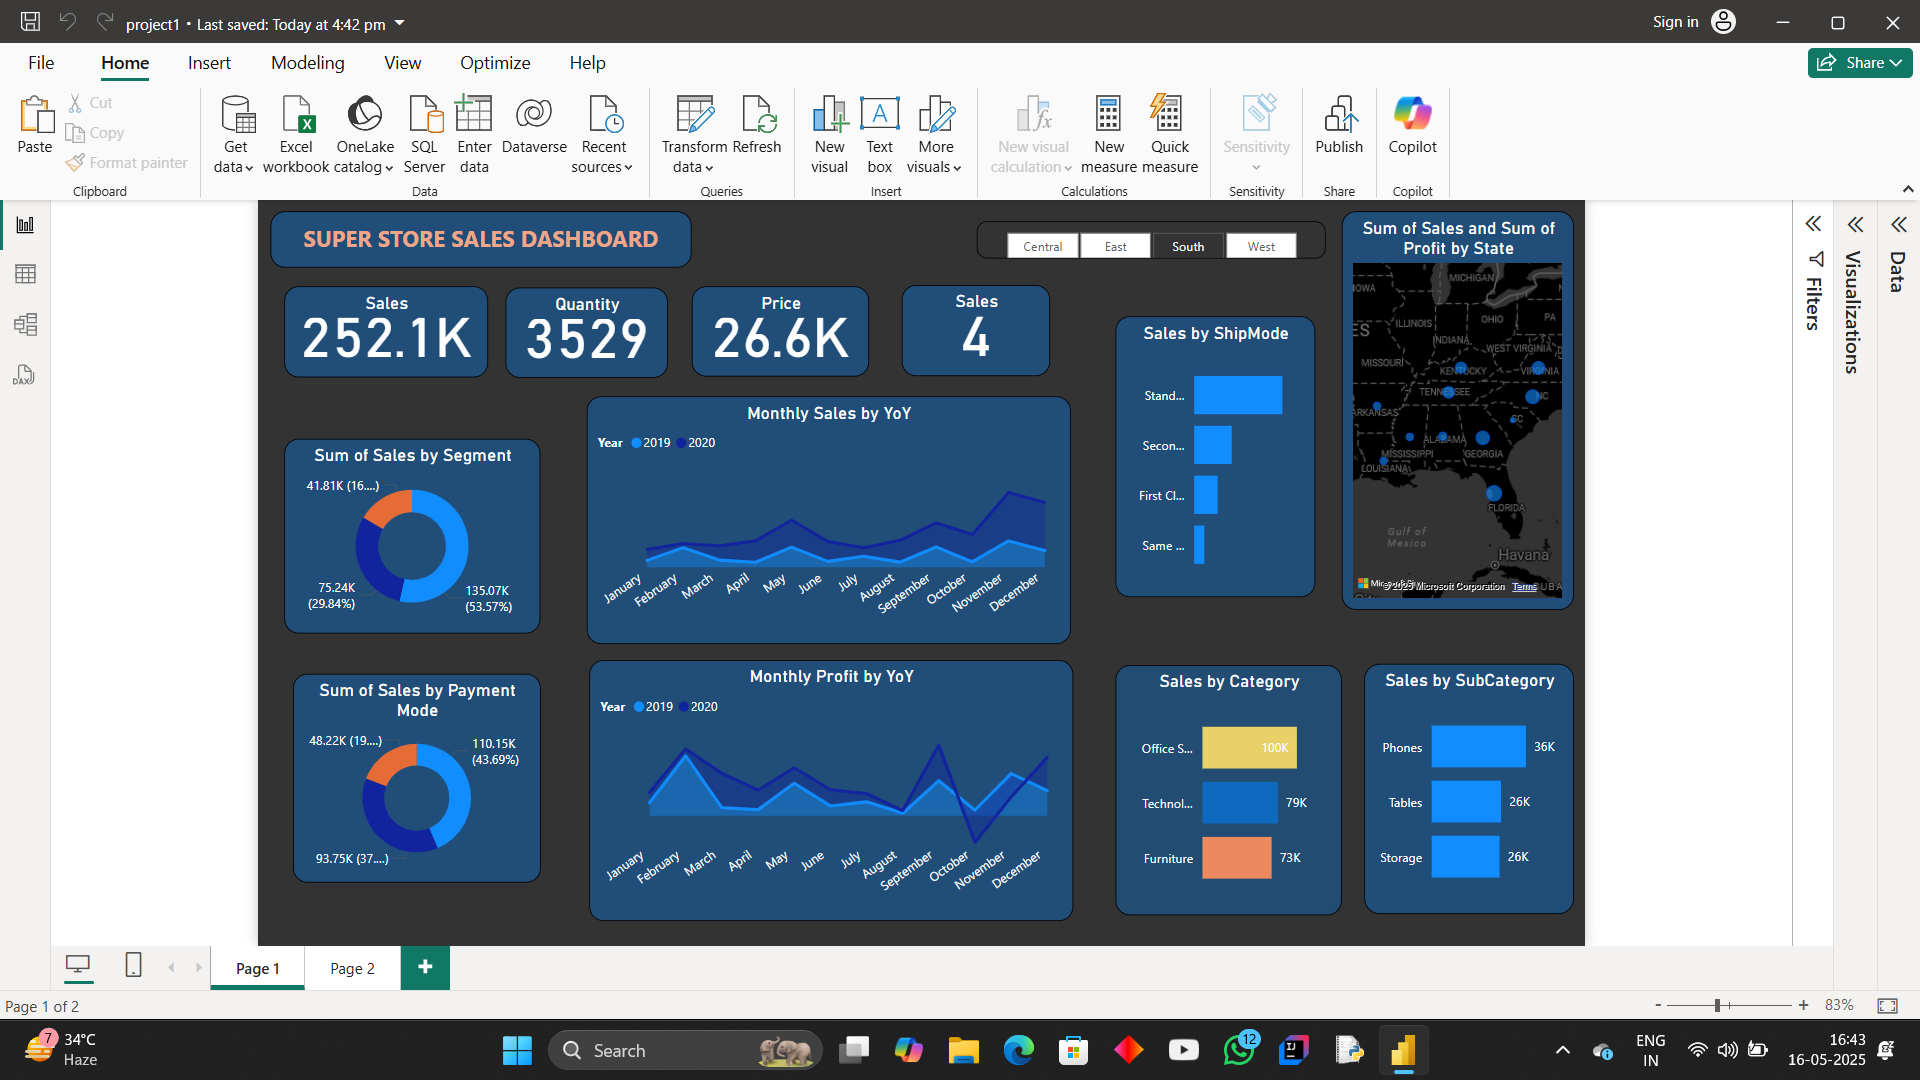 project1 • Last saved: Today at 4:42 pm
Sign in
File
Home
Insert
Modeling
View
Optimize
Help
Share
Paste
Cut
Copy
Format painter
Clipboard
Get data
Excel workbook
OneLake catalog
SQL Server
Enter data
Dataverse
Recent sources
Data
Transform data
Refresh
Queries
New visual
Text box
More visuals
Insert
New visual calculation
New measure
Quick measure
Calculations
Sensitivity
Sensitivity
Publish
Share
Copilot
Copilot
DAX
SUPER STORE SALES DASHBOARD
Central
East
South
West
Sales
252.1K
Quantity
3529
Price
26.6K
Sales
4
Sum of Sales by Segment
41.81K (16....)
75.24K
(29.84%)
135.07K
(53.57%)
Monthly Sales by YoY
Year 2019 2020
January
February
March
April
May
June
July
August
September
October
November
December
Sales by ShipMode
Stand...
Secon...
First Cl...
Same ...
Sum of Sales and Sum of
Profit by State
MICHIGAN
IOWA
ILLINOIS
OHIO
PA
ES
INDIANA
WEST VIRGINIA
MISSOURI
KENTUCKY
VIRGINIA
TENNESSEE
NC
ARKANSAS
SC
ALABAMA
MISSISSIPPI
GEORGIA
LOUISIANA
FLORIDA
Gulf of
Mexico
Havana
© 2025 Microsoft Corporation
Terms
UBA
Sum of Sales by Payment
Mode
48.22K (19....)
110.15K
(43.69%)
93.75K (37....)
Monthly Profit by YoY
Year 2019 2020
January
February
March
April
May
June
July
August
September
October
November
December
Sales by Category
Office S...
100K
Technol...
79K
Furniture
73K
Sales by SubCategory
Phones
36K
Tables
26K
Storage
26K
Filters
Visualizations
Data
Page 1
Page 2
+
Page 1 of 2
- + 83%
7
34°C
Haze
Search
12
IJ
ENG
IN
16:43
16-05-2025